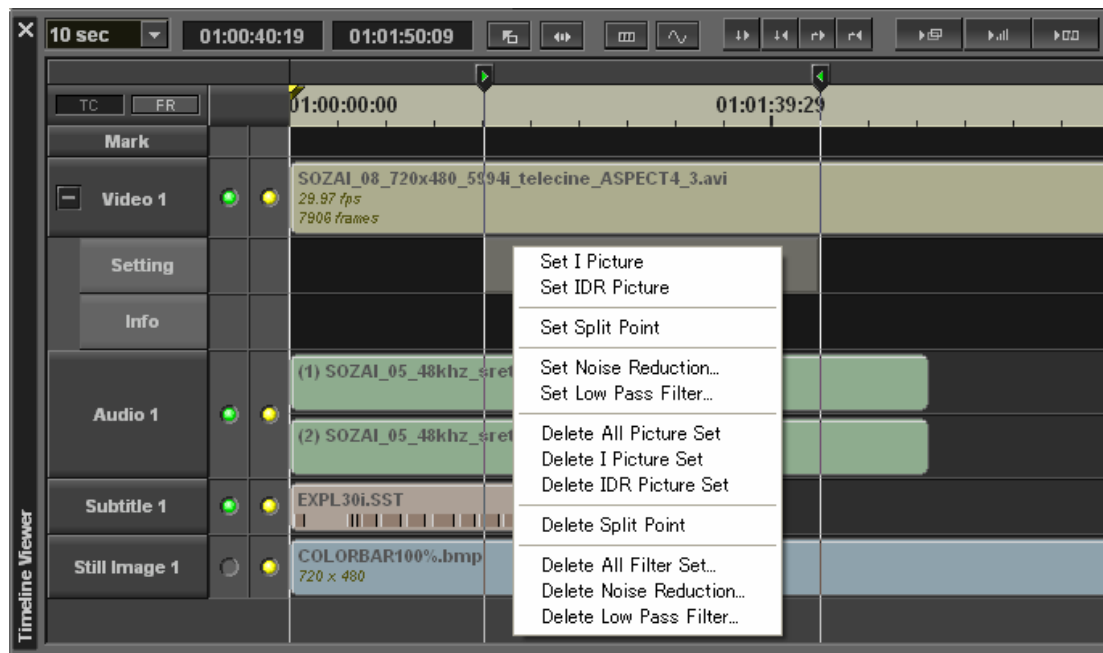 10 sec 01:00:40:19 01:01:50:09
TC FR 01:00:00:00 01:01:39:29
Mark
Video 1
SOZAI_08_720x480_5994i_telecine_ASPECT4_3.avi
29.97 fps
7906 frames
Setting
Info
Audio 1
(1) SOZAI_05_48khz_sret
(2) SOZAI_05_48khz_sret
Subtitle 1
EXPL30i.SST
Still Image 1
COLORBAR100%.bmp
720 x 480
Timeline Viewer
Set I Picture
Set IDR Picture
Set Split Point
Set Noise Reduction...
Set Low Pass Filter...
Delete All Picture Set
Delete I Picture Set
Delete IDR Picture Set
Delete Split Point
Delete All Filter Set...
Delete Noise Reduction...
Delete Low Pass Filter...